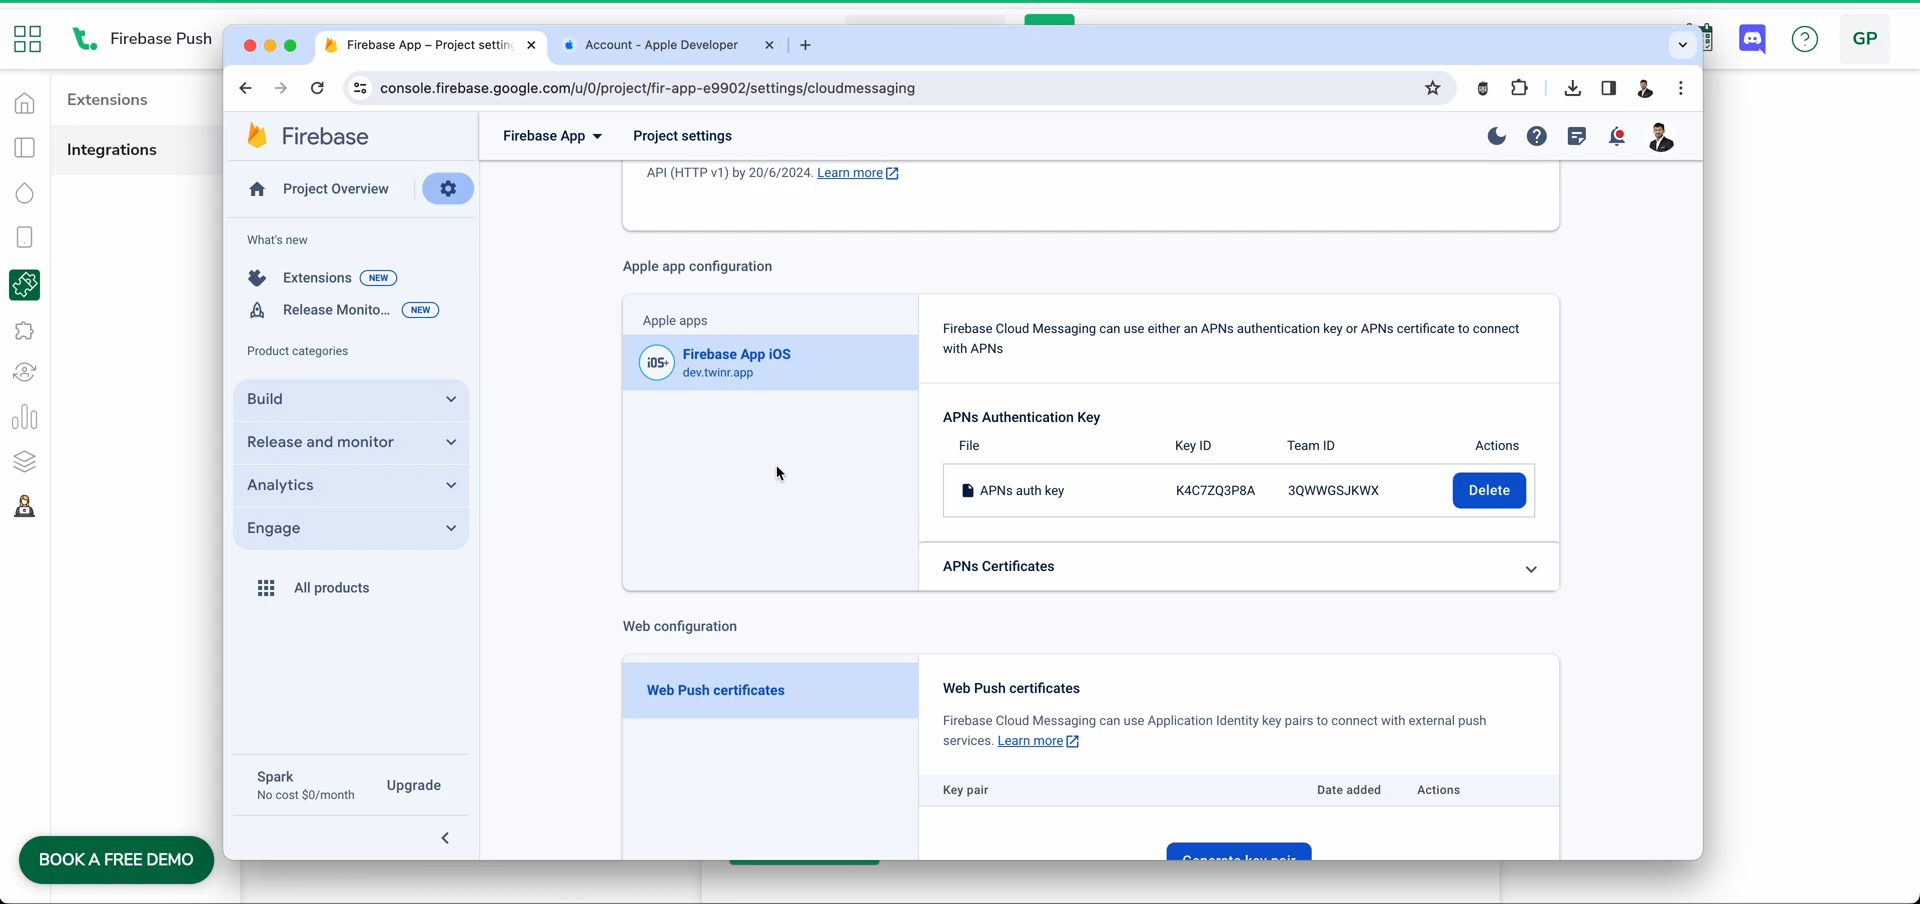 Firebase Push
GP
Firebase App – Project settin
Account - Apple Developer
console.firebase.google.com/u/0/project/fir-app-e9902/settings/cloudmessaging
Extensions
Integrations
Firebase
Firebase App
Project settings
Project Overview
What's new
Extensions NEW
Release Monito... NEW
Product categories
Build
Release and monitor
Analytics
Engage
All products
Spark
No cost $0/month
Upgrade
BOOK A FREE DEMO
API (HTTP v1) by 20/6/2024. Learn more
Apple app configuration
Apple apps
iOS+
Firebase App iOS
dev.twinr.app
Firebase Cloud Messaging can use either an APNs authentication key or APNs certificate to connect
with APNs
APNs Authentication Key
File Key ID Team ID Actions
APNs auth key K4C7ZQ3P8A 3QWWGSJKWX Delete
APNs Certificates
Web configuration
Web Push certificates
Web Push certificates
Firebase Cloud Messaging can use Application Identity key pairs to connect with external push
services. Learn more
Key pair Date added Actions
Generate key pair